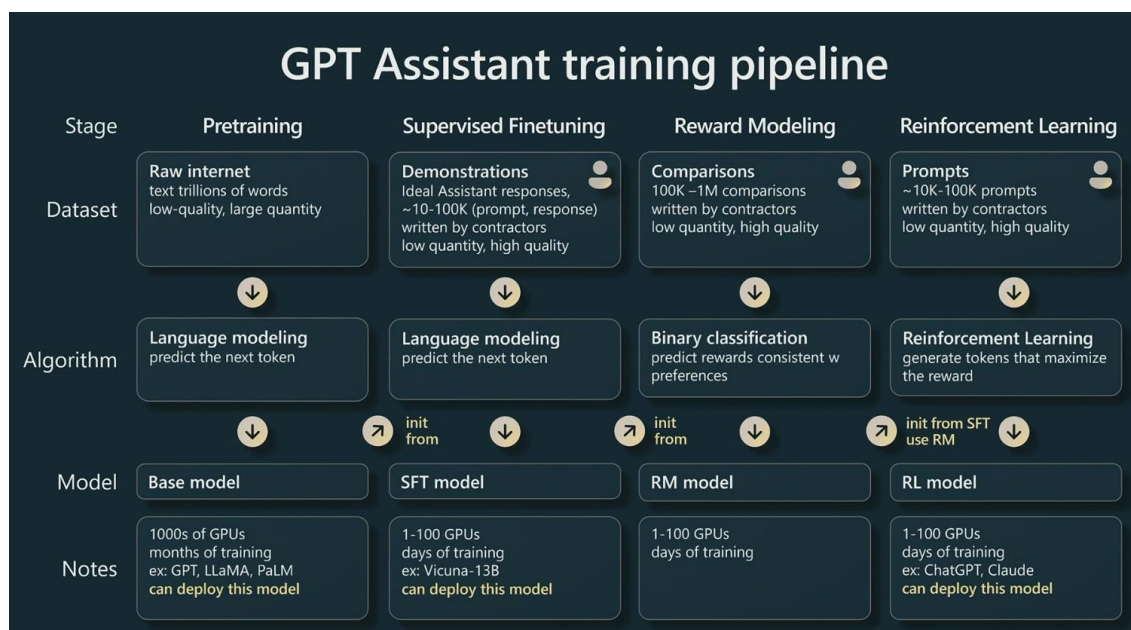 GPT Assistant training pipeline
Stage
Pretraining
Supervised Finetuning
Reward Modeling
Reinforcement Learning
Dataset
Raw internet
text trillions of words
low-quality, large quantity
Demonstrations
Ideal Assistant responses,
~10-100K (prompt, response)
written by contractors
low quantity, high quality
Comparisons
100K –1M comparisons
written by contractors
low quantity, high quality
Prompts
~10K-100K prompts
written by contractors
low quantity, high quality
Algorithm
Language modeling
predict the next token
Language modeling
predict the next token
Binary classification
predict rewards consistent w
preferences
Reinforcement Learning
generate tokens that maximize
the reward
init
from
init
from
init from SFT
use RM
Model
Base model
SFT model
RM model
RL model
Notes
1000s of GPUs
months of training
ex: GPT, LLaMA, PaLM
can deploy this model
1-100 GPUs
days of training
ex: Vicuna-13B
can deploy this model
1-100 GPUs
days of training
1-100 GPUs
days of training
ex: ChatGPT, Claude
can deploy this model